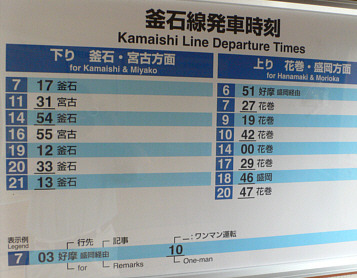 釜石線発車時刻
Kamaishi Line Departure Times
下り 釜石・宮古方面
for Kamaishi & Miyako
7 17 釜石
11 31 宮古
14 54 釜石
16 55 宮古
19 12 釜石
20 33 釜石
21 13 釜石
上り 花巻・盛岡方面
for Hanamaki & Morioka
6 51 好摩 盛岡経由
7 27 花巻
9 19 花巻
10 42 花巻
14 00 花巻
17 29 花巻
18 46 盛岡
20 47 花巻
表示例
Legend
行先 記事 ―:ワンマン運転
7 03 好摩 盛岡経由 10
for Remarks One-man